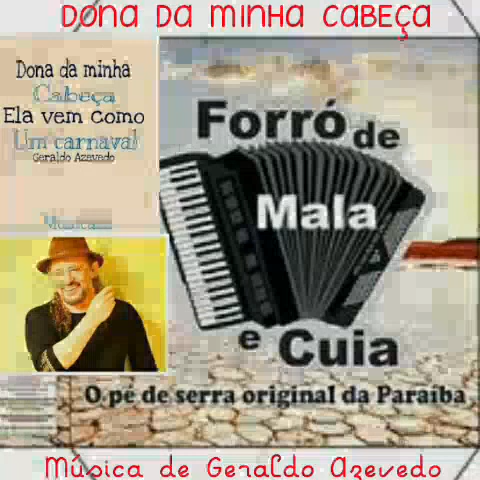 DONA DA MINHA CABEÇA
Dona da minha
Cabeça
Ela vem como
Um carnaval
Geraldo Azevedo
Forró de
Mala
e Cuia
O pé de serra original da Paraíba
Música de Geraldo Azevedo